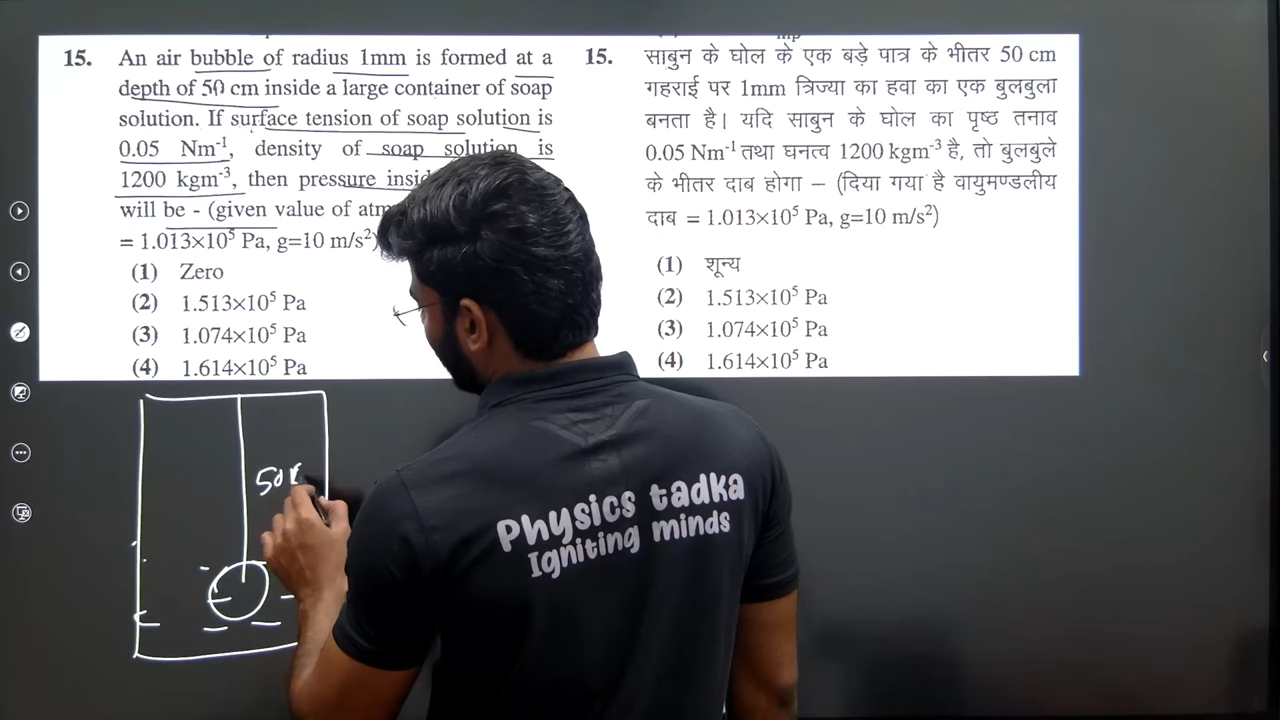 15. An air bubble of radius 1mm is formed at a
depth of 50 cm inside a large container of soap
solution. If surface tension of soap solution is
0.05 Nm⁻¹, density of soap solution is
1200 kgm⁻³, then pressure
will be - (given value of
= 1.013×10⁵ Pa, g=10 m/s²)
(1) Zero
(2) 1.513×10⁵ Pa
(3) 1.074×10⁵ Pa
(4) 1.614×10⁵ Pa
15. साबुन के घोल के एक बड़े पात्र के भीतर 50 cm
गहराई पर 1mm त्रिज्या का हवा का एक बुलबुला
बनता है। यदि साबुन के घोल का पृष्ठ तनाव
0.05 Nm⁻¹ तथा घनत्व 1200 kgm⁻³ है, तो बुलबुले
के भीतर दाब होगा – (दिया गया है वायुमण्डलीय
दाब = 1.013×10⁵ Pa, g=10 m/s²)
(1) शून्य
(2) 1.513×10⁵ Pa
(3) 1.074×10⁵ Pa
(4) 1.614×10⁵ Pa
50
Physics tadka
Igniting minds